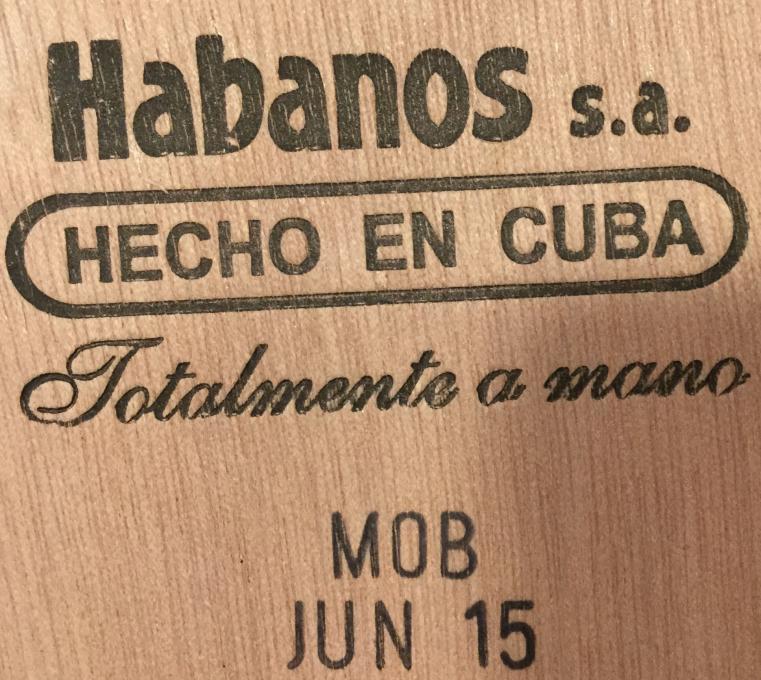 Habanos s.a.
HECHO EN CUBA
Totalmente a mano
MOB
JUN 15